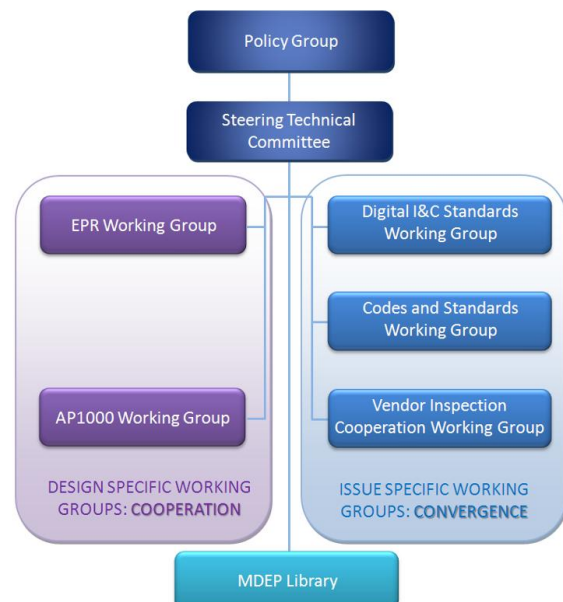 Policy Group
Steering Technical
Committee
EPR Working Group
AP1000 Working Group
DESIGN SPECIFIC WORKING
GROUPS: COOPERATION
Digital I&C Standards
Working Group
Codes and Standards
Working Group
Vendor Inspection
Cooperation Working Group
ISSUE SPECIFIC WORKING
GROUPS: CONVERGENCE
MDEP Library